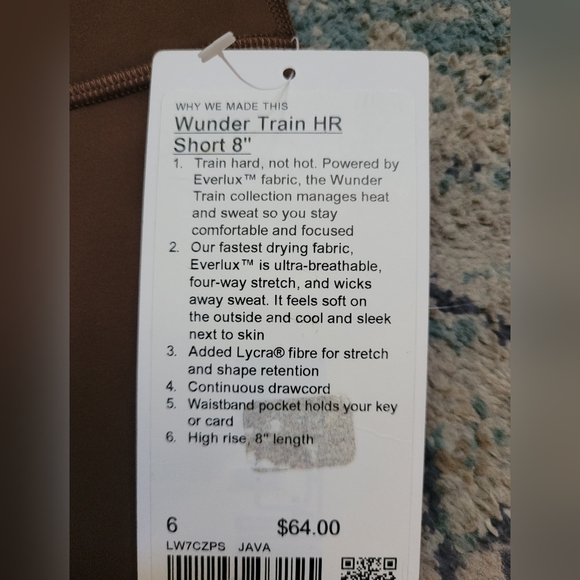 WHY WE MADE THIS
Wunder Train HR
Short 8"
1. Train hard, not hot. Powered by
Everlux™ fabric, the Wunder
Train collection manages heat
and sweat so you stay
comfortable and focused
2. Our fastest drying fabric,
Everlux™ is ultra-breathable,
four-way stretch, and wicks
away sweat. It feels soft on
the outside and cool and sleek
next to skin
3. Added Lycra® fibre for stretch
and shape retention
4. Continuous drawcord
5. Waistband pocket holds your key
or card
6. High rise, 8" length
6 $64.00
LW7CZPS JAVA